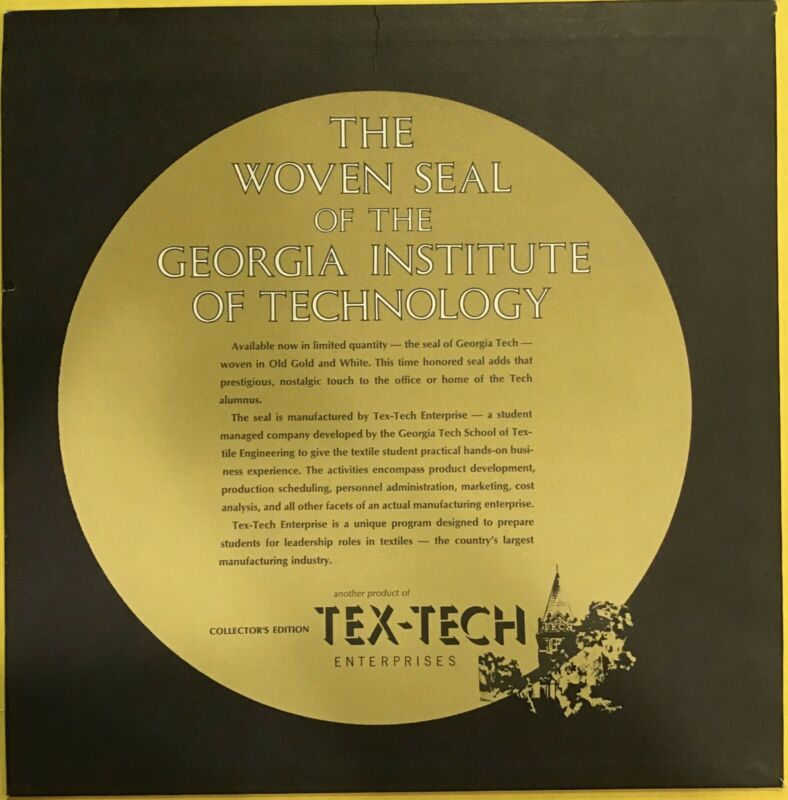 THE
WOVEN SEAL
OF THE
GEORGIA INSTITUTE
OF TECHNOLOGY
Available now in limited quantity — the seal of Georgia Tech —
woven in Old Gold and White. This time honored seal adds that
prestigious, nostalgic touch to the office or home of the Tech
alumnus.
The seal is manufactured by Tex-Tech Enterprise — a student
managed company developed by the Georgia Tech School of Tex-
tile Engineering to give the textile student practical hands-on busi-
ness experience. The activities encompass product development,
production scheduling, personnel administration, marketing, cost
analysis, and all other facets of an actual manufacturing enterprise.
Tex-Tech Enterprise is a unique program designed to prepare
students for leadership roles in textiles — the country's largest
manufacturing industry.
another product of
COLLECTOR'S EDITION TEX-TECH
ENTERPRISES
TECH